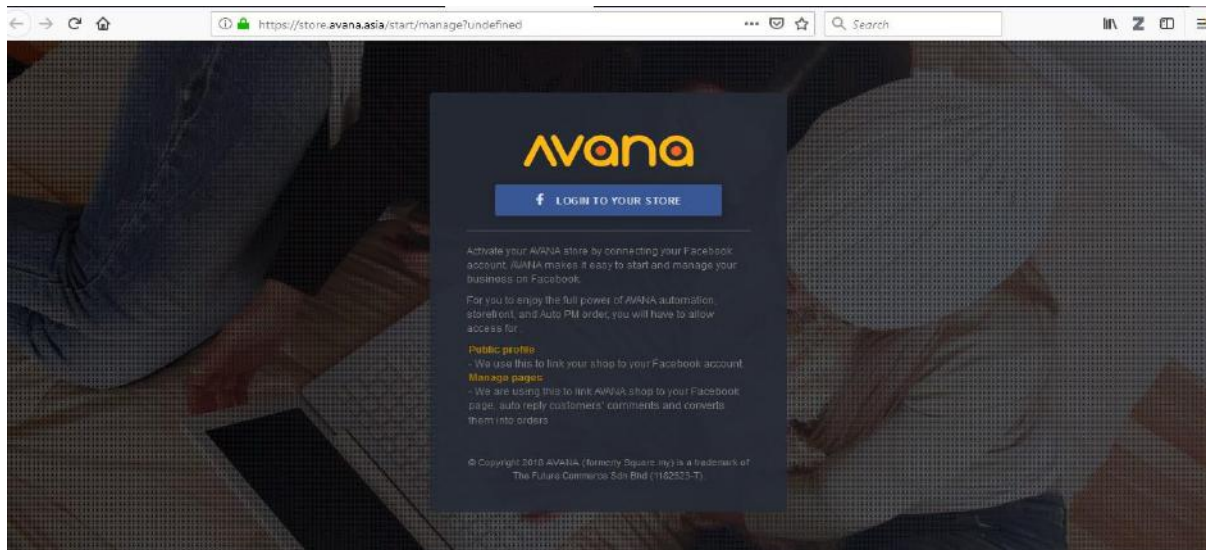 https://store.avana.asia/start/manage?undefined
Search
AVANA
f LOGIN TO YOUR STORE
Activate your AVANA store by connecting your Facebook
account. AVANA makes it easy to start and manage your
business on Facebook.
For you to enjoy the full power of AVANA automation,
storefront, and Auto PM order, you will have to allow
access for :
Public profile
- We use this to link your shop to your Facebook account
Manage pages
- We are using this to link AVANA shop to your Facebook
page, auto reply customers' comments and converts
them into orders
© Copyright 2018 AVANA (formerly Square.my) is a trademark of
The Future Commerce Sdn Bhd (1162523-T).